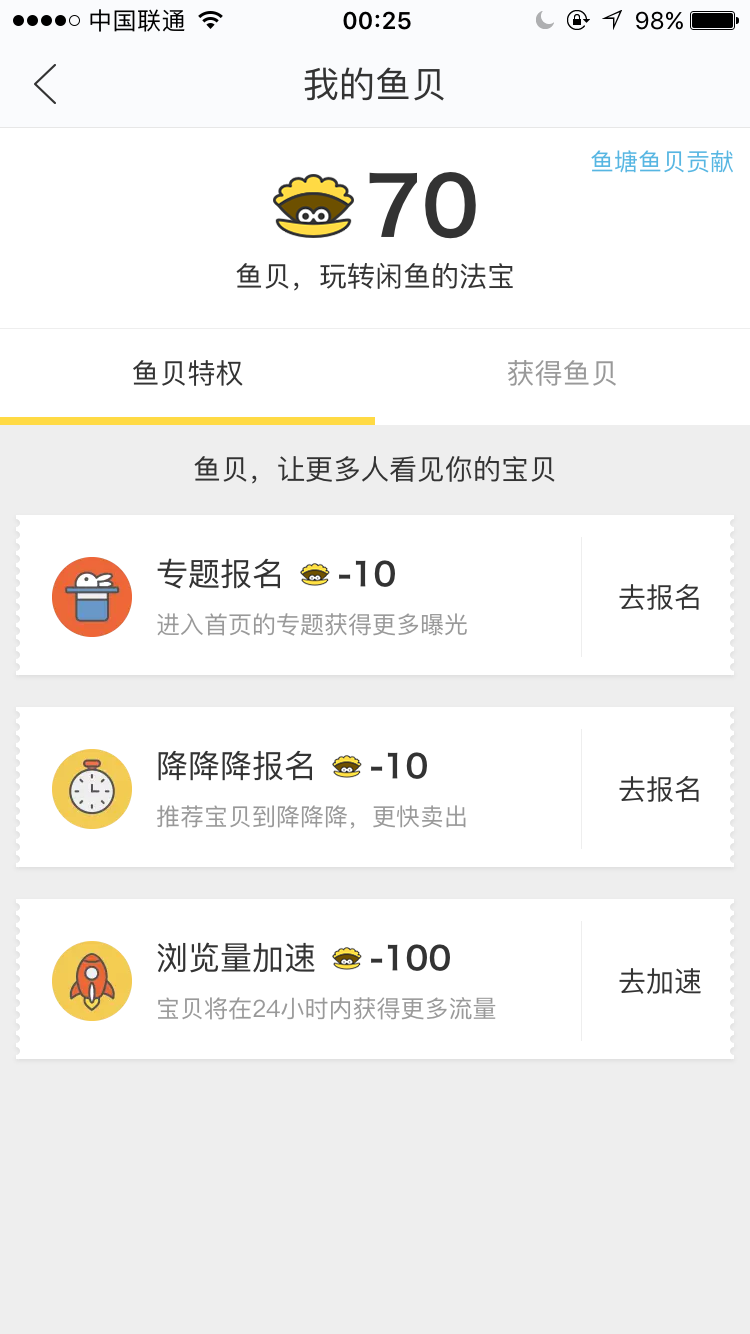 中国联通
00:25
98%
我的鱼贝
鱼塘鱼贝贡献
70
鱼贝，玩转闲鱼的法宝
鱼贝特权
获得鱼贝
鱼贝，让更多人看见你的宝贝
专题报名 -10
进入首页的专题获得更多曝光
去报名
降降降报名 -10
推荐宝贝到降降降，更快卖出
去报名
浏览量加速 -100
宝贝将在24小时内获得更多流量
去加速